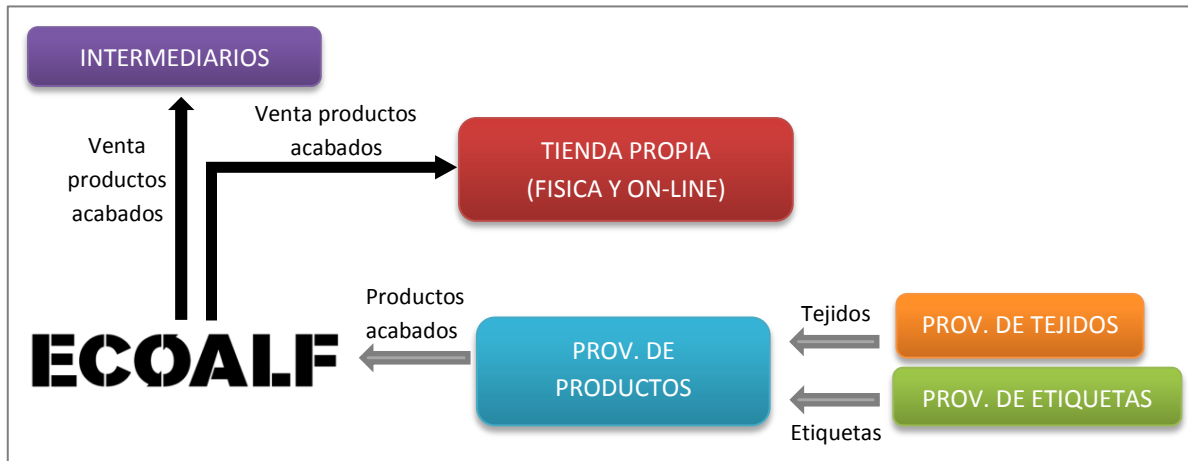 INTERMEDIARIOS
Venta productos
acabados
Venta
productos
acabados
TIENDA PROPIA
(FISICA Y ON-LINE)
Productos
acabados
ECOALF
PROV. DE
PRODUCTOS
Tejidos
PROV. DE TEJIDOS
PROV. DE ETIQUETAS
Etiquetas